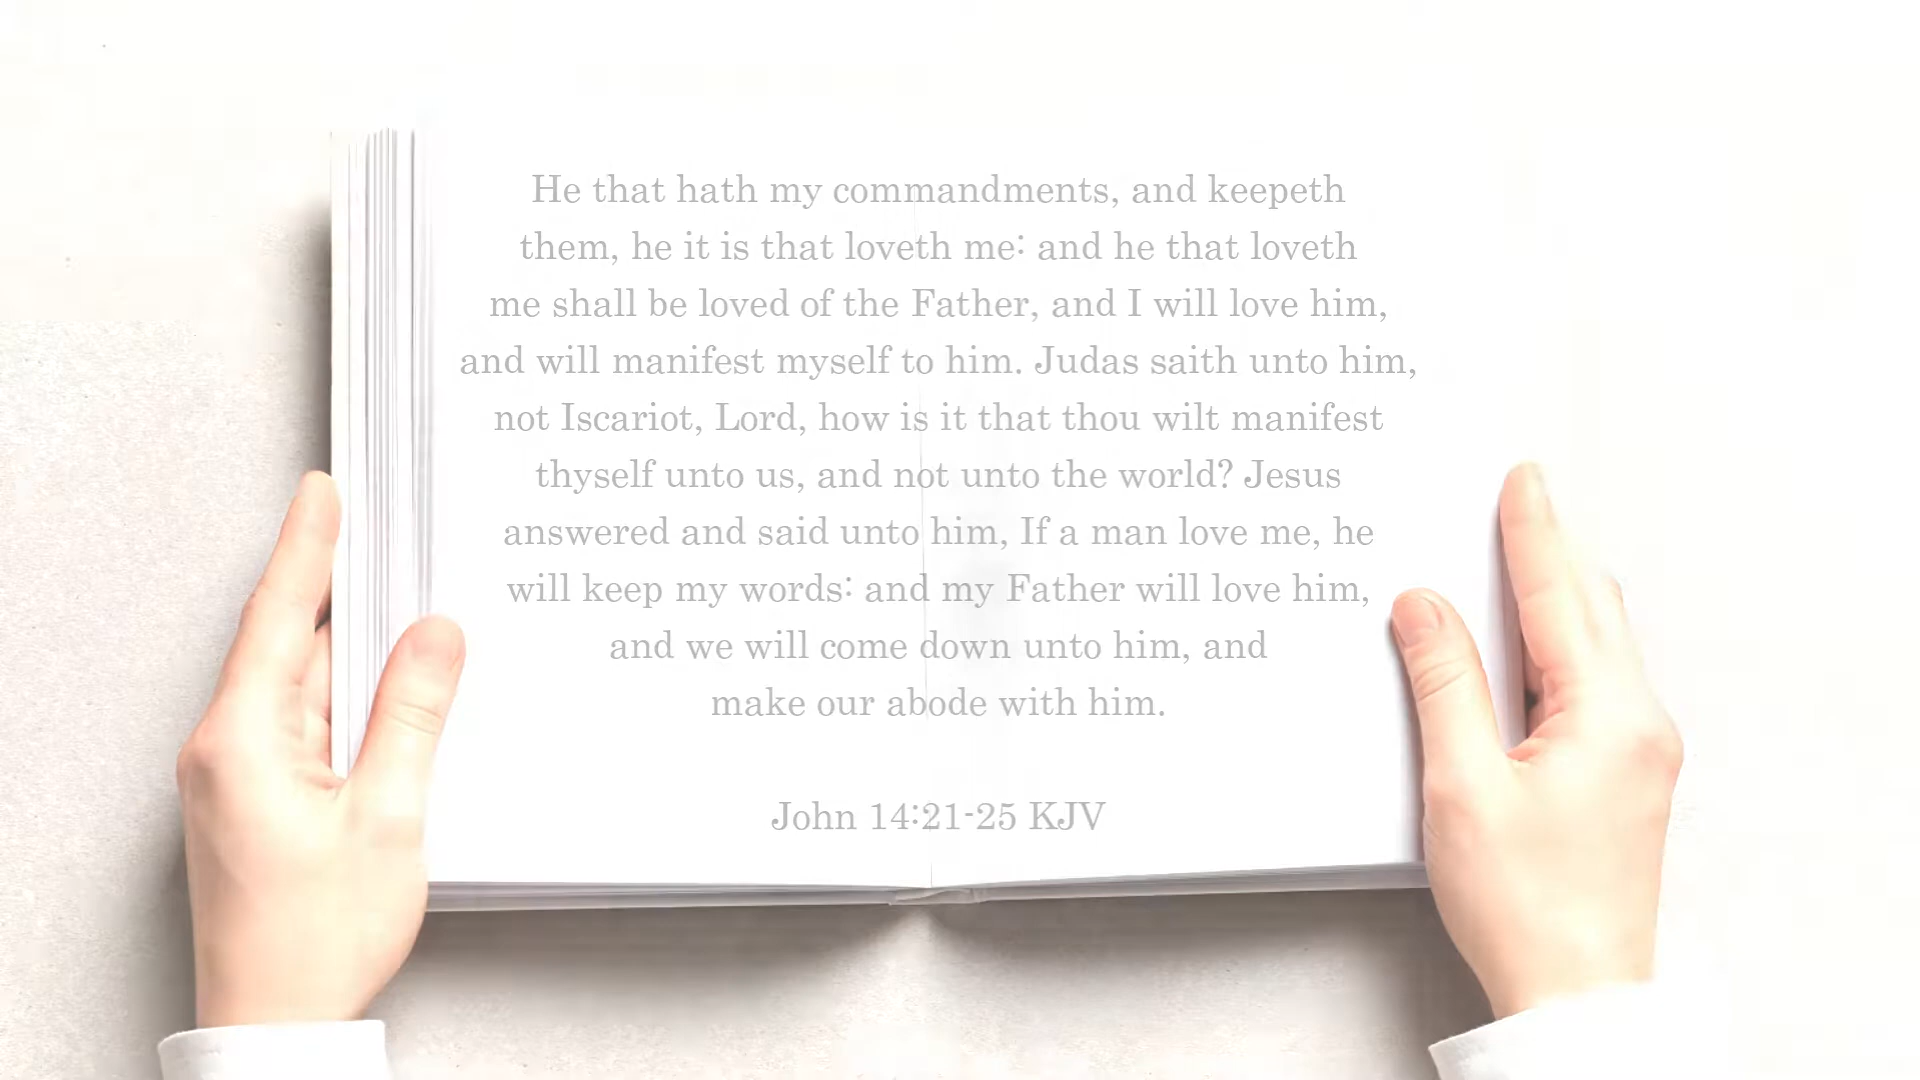 He that hath my commandments, and keepeth
them, he it is that loveth me: and he that loveth
me shall be loved of the Father, and I will love him,
and will manifest myself to him. Judas saith unto him,
not Iscariot, Lord, how is it that thou wilt manifest
thyself unto us, and not unto the world? Jesus
answered and said unto him, If a man love me, he
will keep my words: and my Father will love him,
and we will come down unto him, and
make our abode with him.
John 14:21-25 KJV